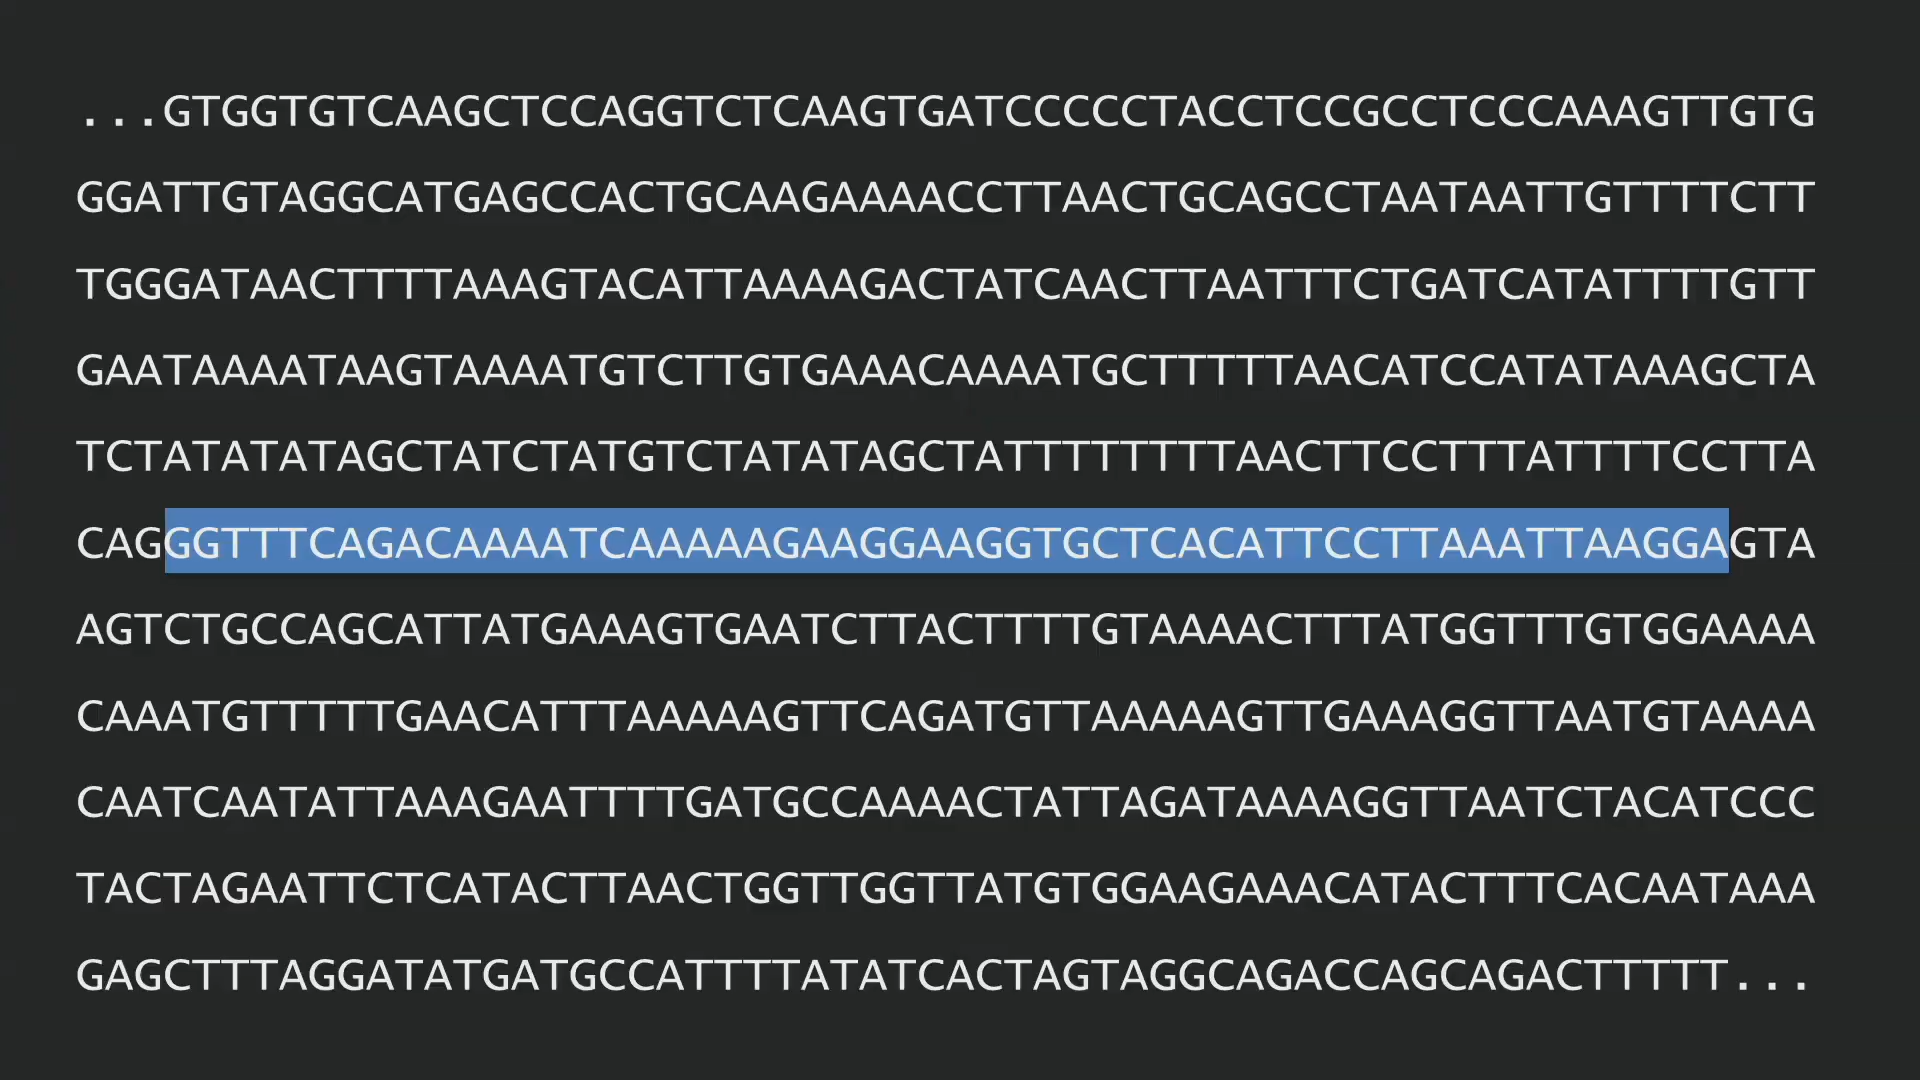 ...GTGGTGTCAAGCTCCAGGTCTCAAGTGATCCCCCTACCTCCGCCTCCCAAAGTTGTG
GGATTGTAGGCATGAGCCACTGCAAGAAAACCTTAACTGCAGCCTAATAATTGTTTTCTT
TGGGATAACTTTTAAAGTACATTAAAAGACTATCAACTTAATTTCTGATCATATTTTGTT
GAATAAAATAAGTAAAATGTCTTGTGAAACAAAATGCTTTTTAACATCCATATAAAGCTA
TCTATATATAGCTATCTATGTCTATATAGCTATTTTTTTTAACTTCCTTTATTTTCCTTA
CAGGGTTTCAGACAAAATCAAAAAGAAGGAAGGTGCTCACATTCCTTAAATTAAGGAGTA
AGTCTGCCAGCATTATGAAAGTGAATCTTACTTTTGTAAAACTTTATGGTTTGTGGAAAA
CAAATGTTTTTGAACATTTAAAAAGTTCAGATGTTAAAAAGTTGAAAGGTTAATGTAAAA
CAATCAATATTAAAGAATTTTGATGCCAAAACTATTAGATAAAAGGTTAATCTACATCCC
TACTAGAATTCTCATACTTAACTGGTTGGTTATGTGGAAGAAACATACTTTCACAATAAA
GAGCTTTAGGATATGATGCCATTTTATATCACTAGTAGGCAGACCAGCAGACTTTTT...